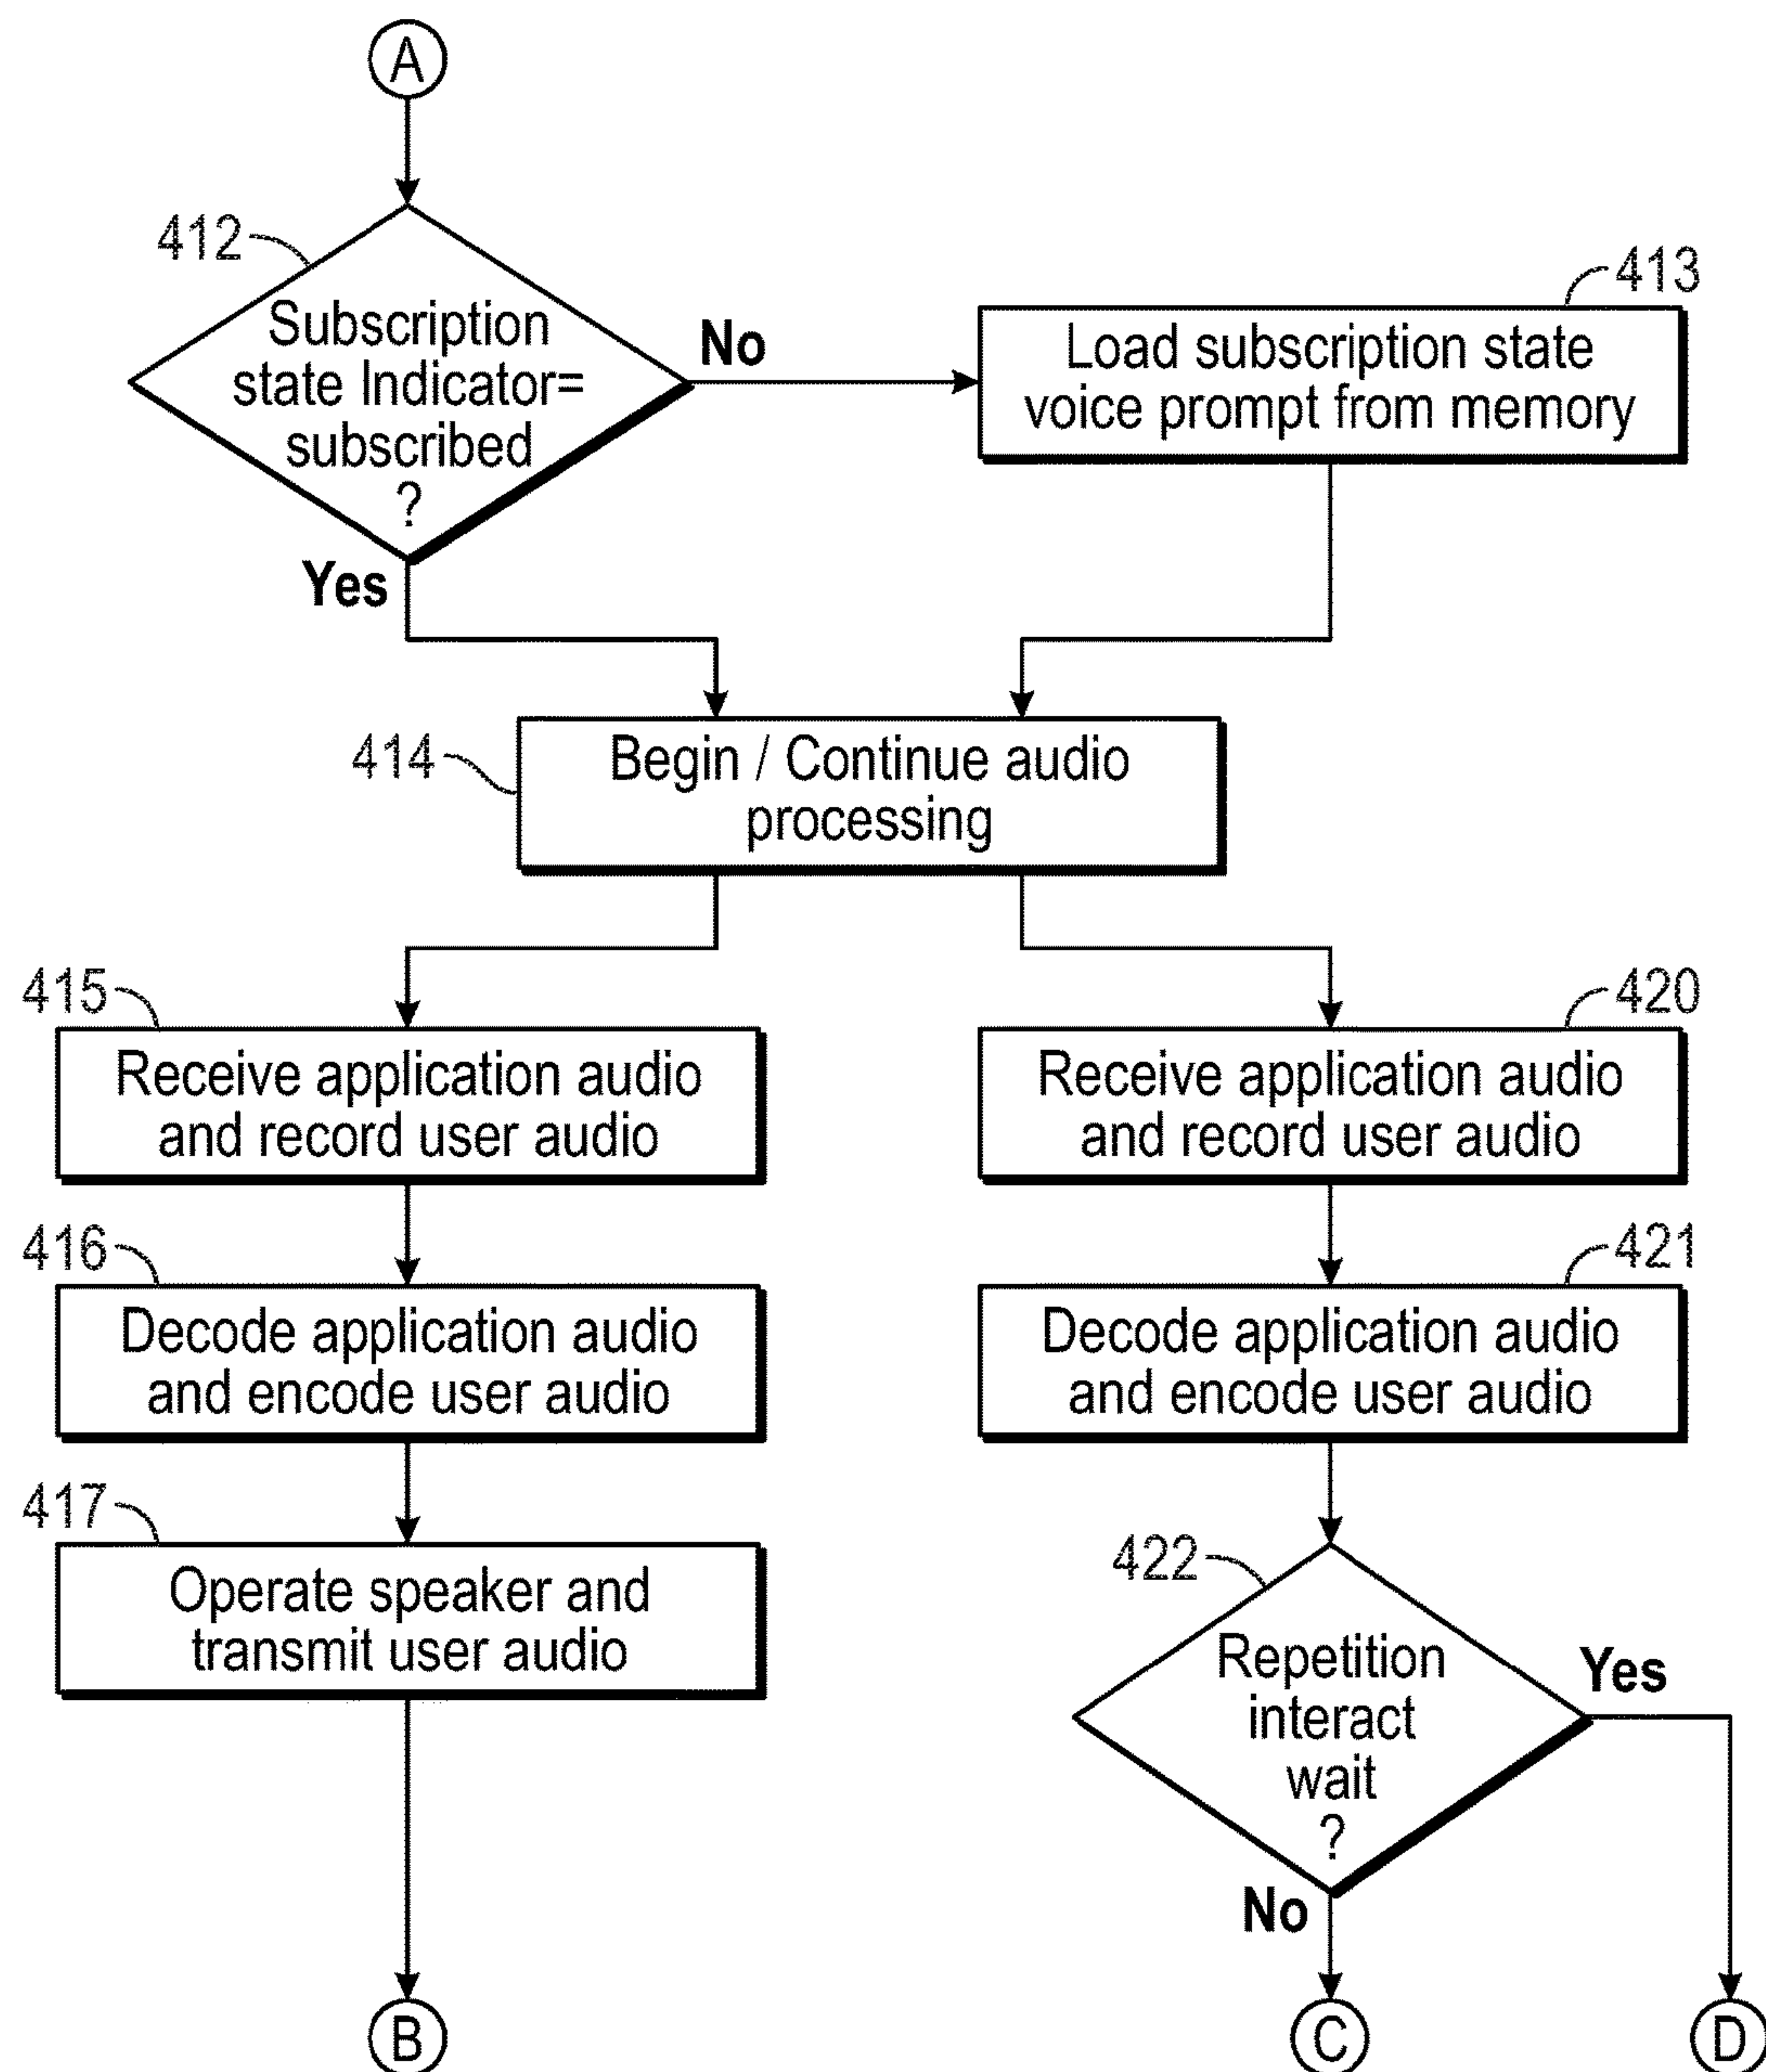 A
412
Subscription
state Indicator=
subscribed
?
No
Yes
413
Load subscription state
voice prompt from memory
414
Begin / Continue audio
processing
415
Receive application audio
and record user audio
420
Receive application audio
and record user audio
416
Decode application audio
and encode user audio
421
Decode application audio
and encode user audio
417
Operate speaker and
transmit user audio
422
Repetition
interact
wait
?
Yes
No
B
C
D